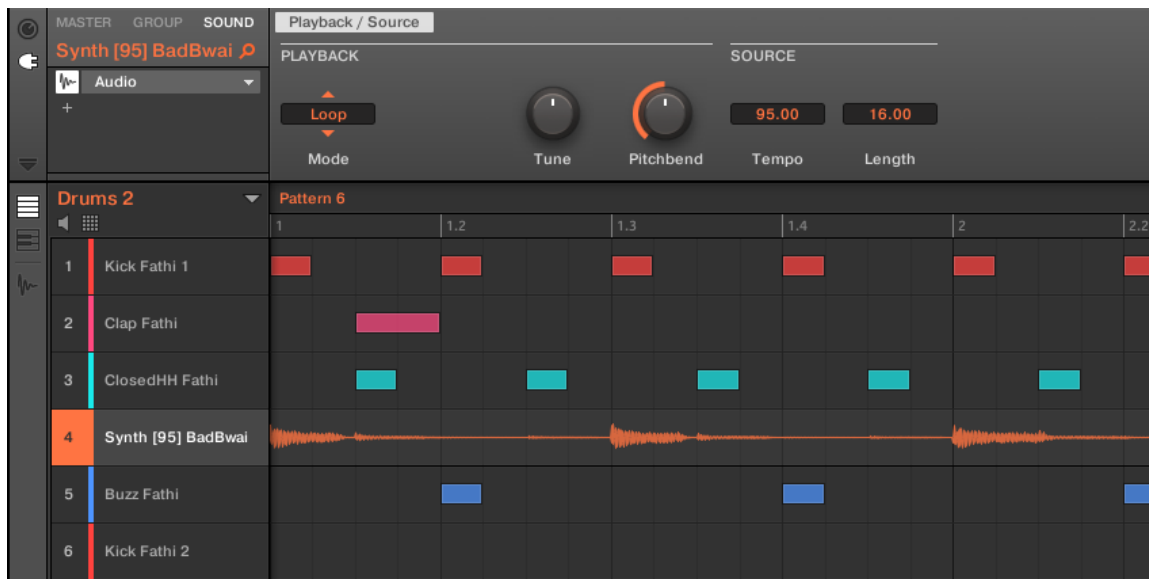 MASTER GROUP SOUND
Playback / Source
Synth [95] BadBwai
PLAYBACK
SOURCE
Audio
+
Loop
95.00
16.00
Mode
Tune
Pitchbend
Tempo
Length
Drums 2
Pattern 6
1 1.2 1.3 1.4 2 2.2
1 Kick Fathi 1
2 Clap Fathi
3 ClosedHH Fathi
4 Synth [95] BadBwai
5 Buzz Fathi
6 Kick Fathi 2